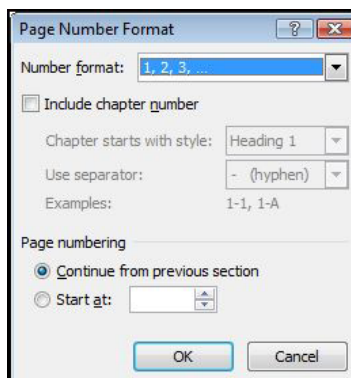 Page Number Format
Number format: 1, 2, 3, ...
Include chapter number
Chapter starts with style: Heading 1
Use separator: - (hyphen)
Examples: 1-1, 1-A
Page numbering
Continue from previous section
Start at:
OK Cancel